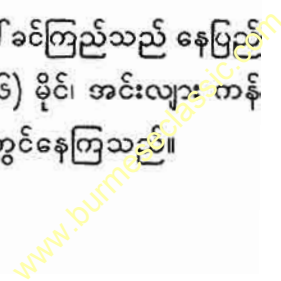 ခင်ကြည်သည် နေပြည်
၆) မိုင်၊ အင်းလျား ကန်
တွင်နေကြသည်။
www.burmeseclassic.com